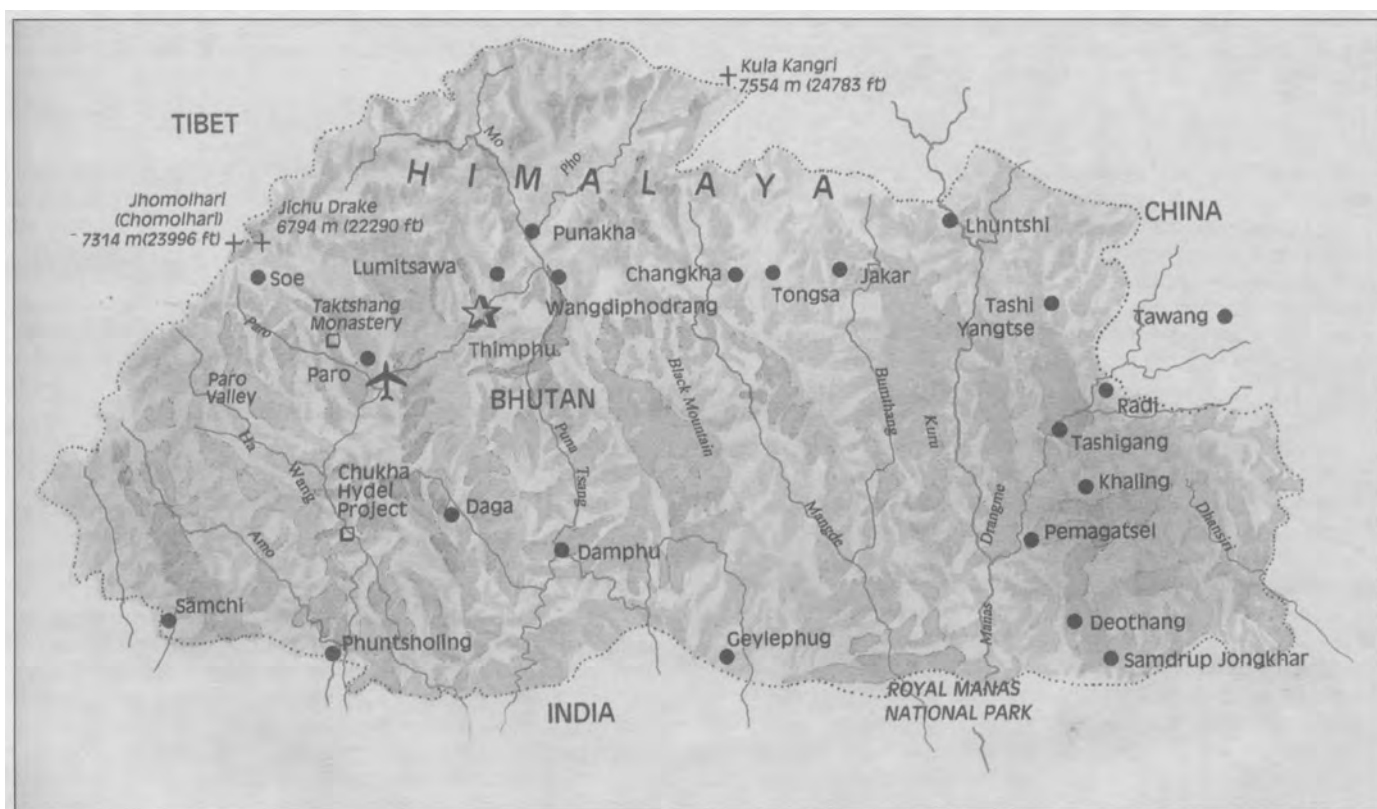 Kula Kangri
7554 m (24783 ft)
TIBET
Mo
Pho
HIMALAYA
Jhomolhari
(Chomolhari)
7314 m (23996 ft)
Jichu Drake
6794 m (22290 ft)
CHINA
Punakha
Lhuntshi
Soe
Lumitsawa
Wangdiphodrang
Changkha
Tongsa
Jakar
Tashi
Yangtse
Tawang
Taktshang
Monastery
Paro
Thimphu
Paro
Paro
Valley
BHUTAN
Black Mountain
Bumthang
Kuru
Radi
Tashigang
Ha
Wang
Puna
Tsang
Chukha
Hydel
Project
Daga
Khaling
Dhansiri
Drangme
Mangde
Pemagatsel
Amo
Damphu
Samchi
Manas
Deothang
Phuntsholing
Geylephug
Samdrup Jongkhar
INDIA
ROYAL MANAS
NATIONAL PARK